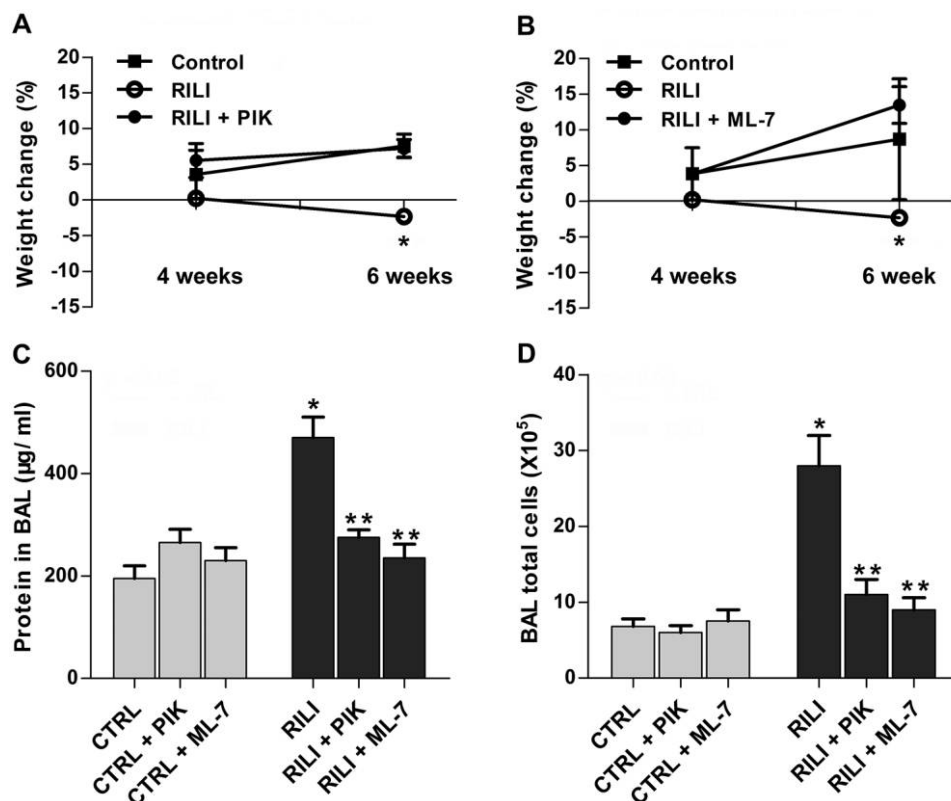 A
Weight change (%)
20
15
10
5
0
-5
-10
-15
Control
RILI
RILI + PIK
*
4 weeks
6 weeks
B
Weight change (%)
20
15
10
5
0
-5
-10
-15
Control
RILI
RILI + ML-7
*
4 weeks
6 week
C
Protein in BAL (µg/ ml)
600
400
200
0
*
**
**
CTRL
CTRL + PIK
CTRL + ML-7
RILI
RILI + PIK
RILI + ML-7
D
BAL total cells (X10⁵)
40
30
20
10
0
*
**
**
CTRL
CTRL + PIK
CTRL + ML-7
RILI
RILI + PIK
RILI + ML-7